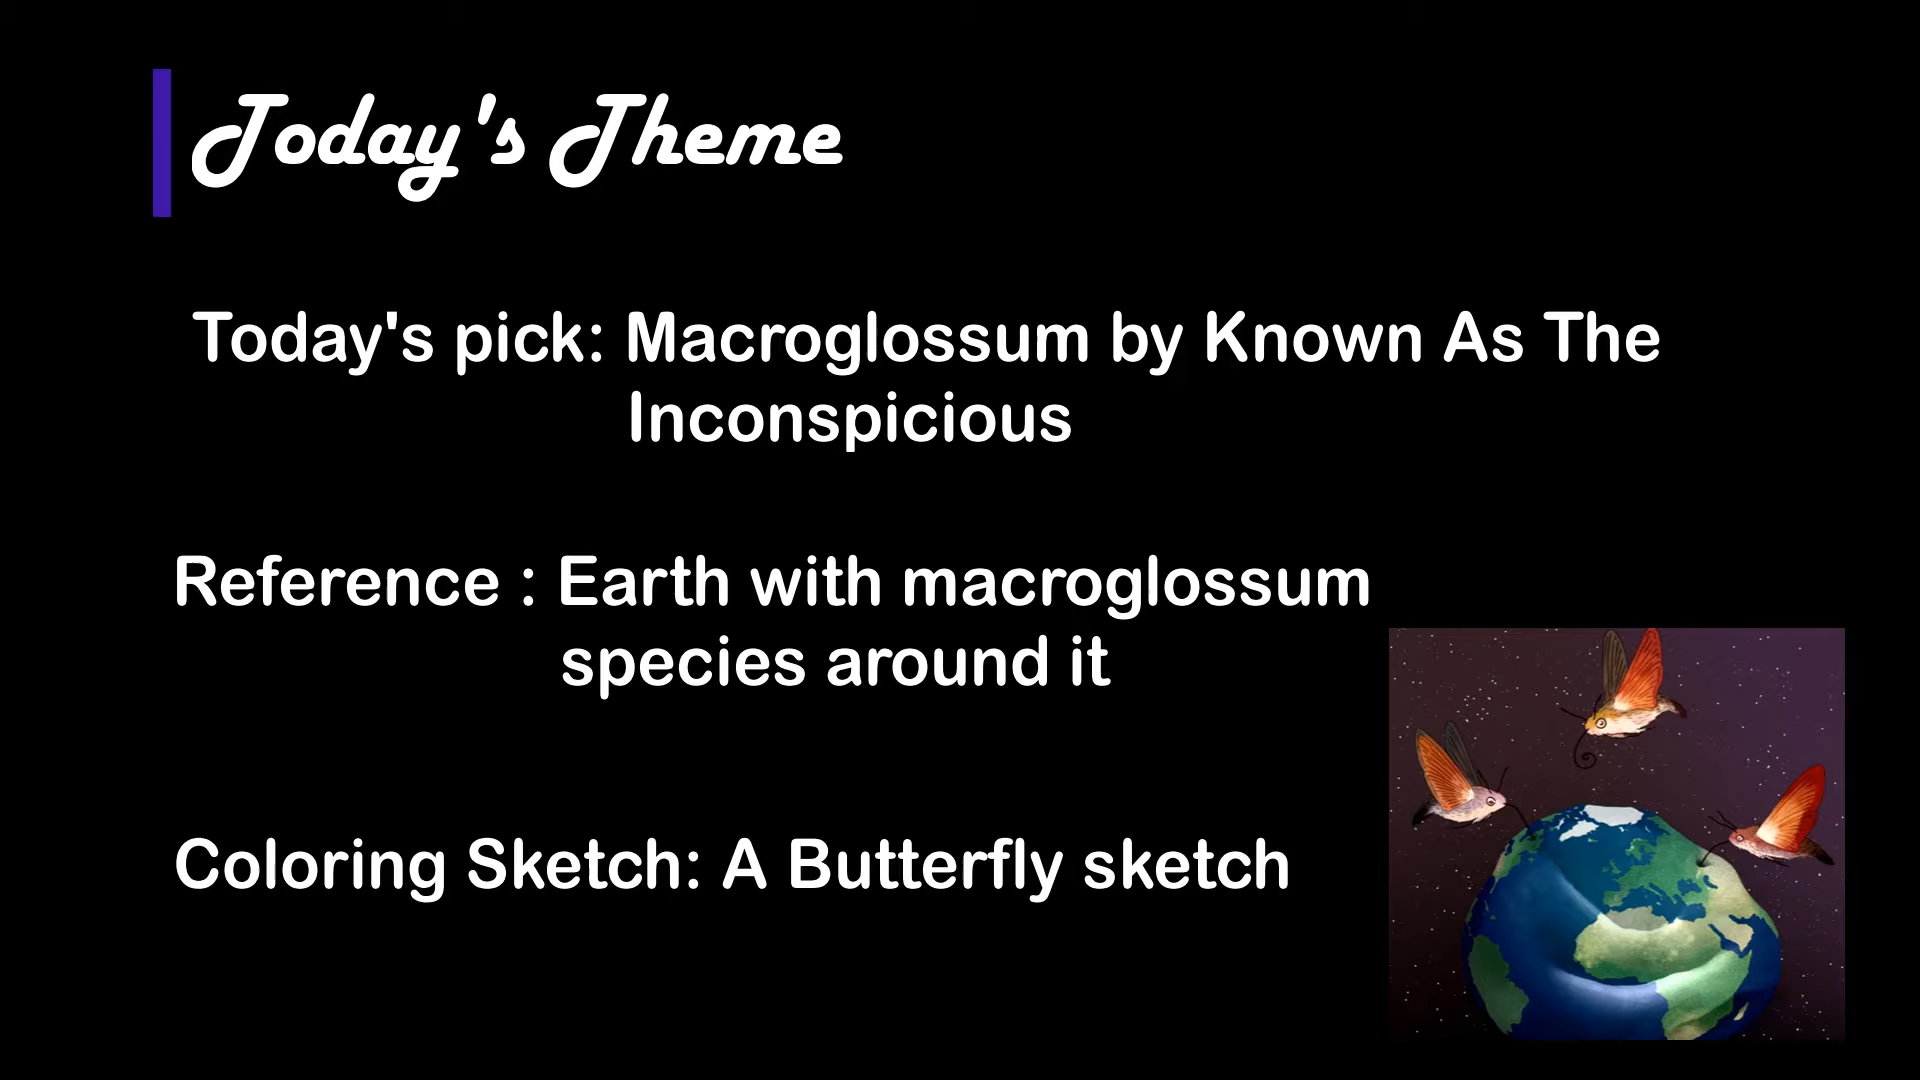 Today's Theme
Today's pick: Macroglossum by Known As The
Inconspicious
Reference : Earth with macroglossum
species around it
Coloring Sketch: A Butterfly sketch